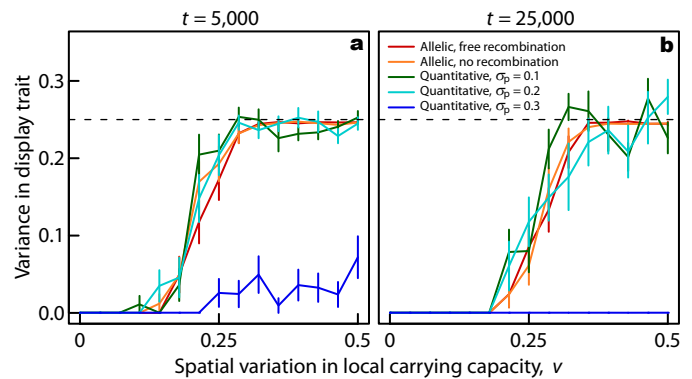 t = 5,000
t = 25,000
a
b
Allelic, free recombination
Allelic, no recombination
Quantitative, σp = 0.1
Quantitative, σp = 0.2
Quantitative, σp = 0.3
Variance in display trait
0.3
0.2
0.1
0.0
0
0.25
0.5
0
0.25
0.5
Spatial variation in local carrying capacity, v